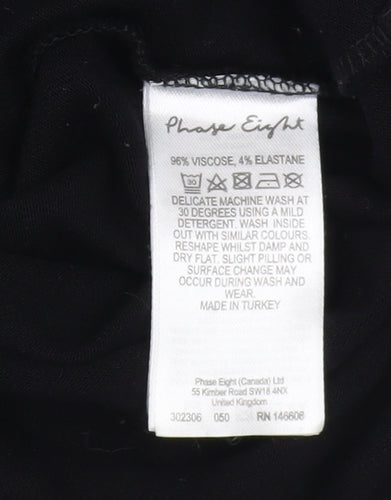 Phase Eight
96% VISCOSE, 4% ELASTANE
30
DELICATE MACHINE WASH AT
30 DEGREES USING A MILD
DETERGENT. WASH INSIDE
OUT WITH SIMILAR COLOURS.
RESHAPE WHILST DAMP AND
DRY FLAT. SLIGHT PILLING OR
SURFACE CHANGE MAY
OCCUR DURING WASH AND
WEAR.
MADE IN TURKEY
Phase Eight (Canada) Ltd
55 Kimber Road SW18 4NX
United Kingdom
302306 050 RN 146606